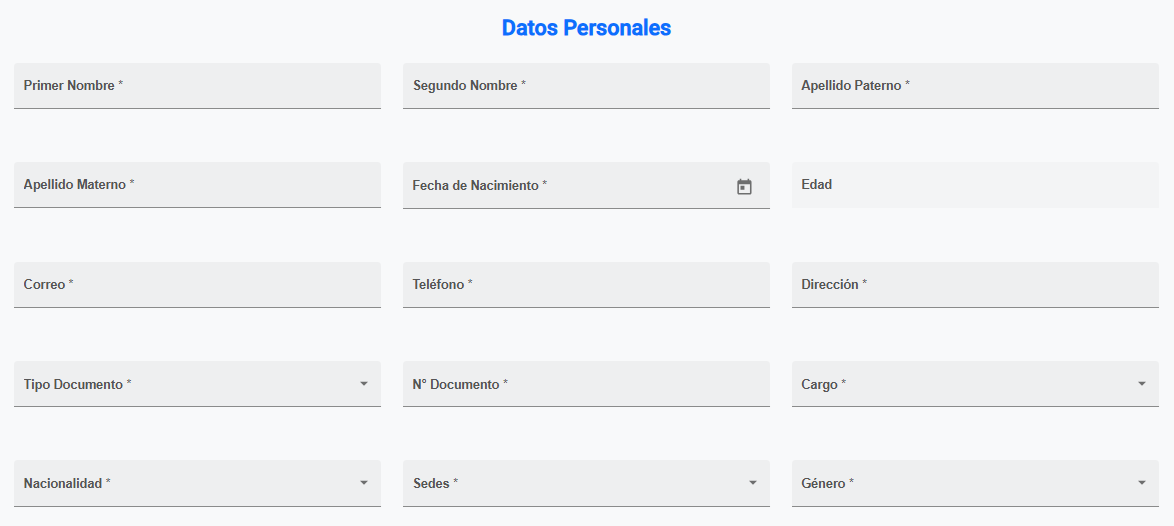 Datos Personales
Primer Nombre *
Segundo Nombre *
Apellido Paterno *
Apellido Materno *
Fecha de Nacimiento *
Edad
Correo *
Teléfono *
Dirección *
Tipo Documento *
N° Documento *
Cargo *
Nacionalidad *
Sedes *
Género *